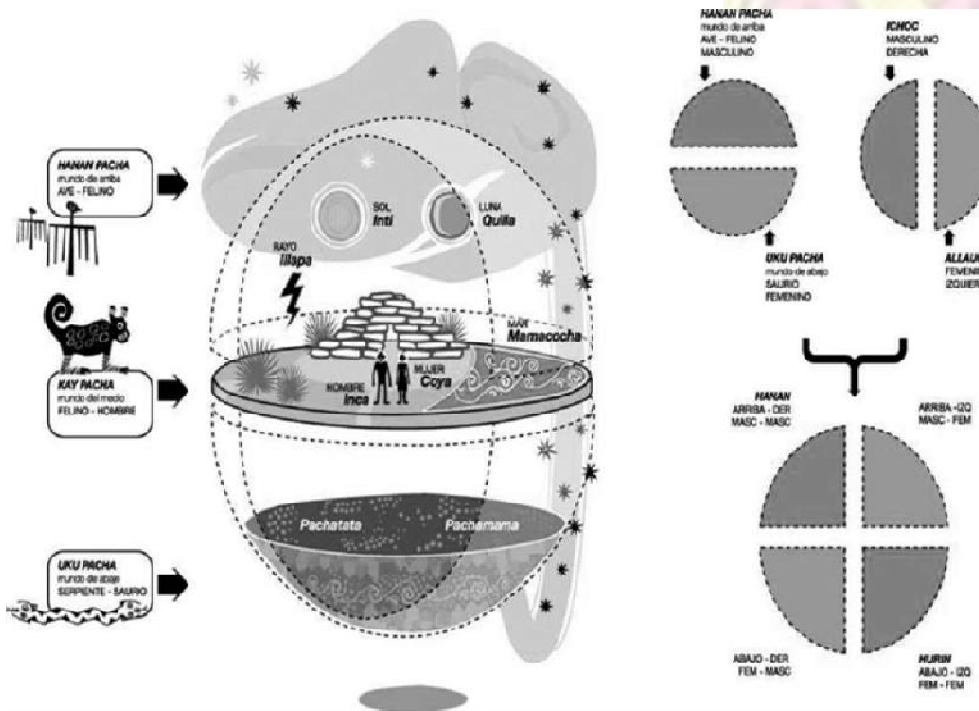 HANAN PACHA
mundo de arriba
AVE - FELINO
KAY PACHA
mundo del medio
FELINO - HOMBRE
UKU PACHA
mundo de abajo
SERPIENTE - SAURIO
SOL
Inti
LUNA
Quilla
RAYO
Illapa
MAR
Mamacocha
HOMBRE
Inca
MUJER
Coya
Pachatata
Pachamama
HANAN PACHA
mundo de arriba
AVE - FELINO
MASCULINO
ICHOC
MASCULINO
DERECHA
UKU PACHA
mundo de abajo
SAURIO
FEMENINO
ALLAU
FEMENI
IZQUIER
HANAN
ARRIBA - DER
MASC - MASC
ARRIBA - IZQ
MASC - FEM
ABAJO - DER
FEM - MASC
HURIN
ABAJO - IZQ
FEM - FEM